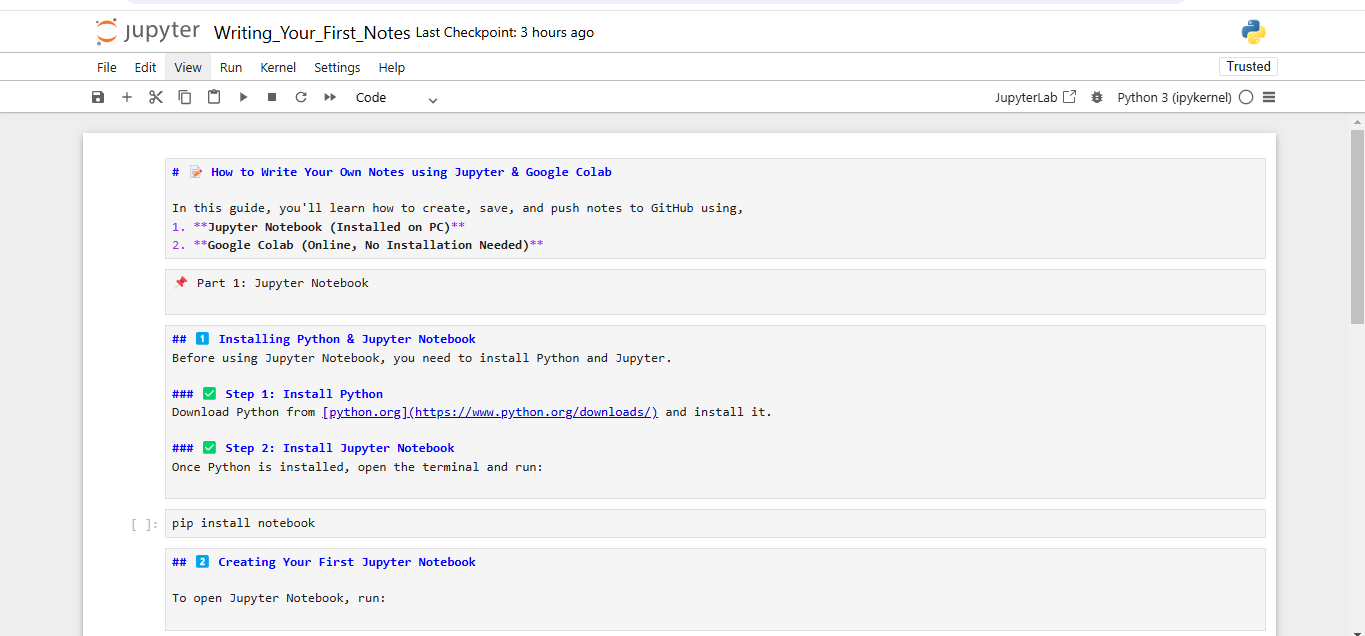 jupyter Writing_Your_First_Notes Last Checkpoint: 3 hours ago
File Edit View Run Kernel Settings Help
Trusted
Code
JupyterLab Python 3 (ipykernel)
# 📝 How to Write Your Own Notes using Jupyter & Google Colab
In this guide, you'll learn how to create, save, and push notes to GitHub using,
1. **Jupyter Notebook (Installed on PC)**
2. **Google Colab (Online, No Installation Needed)**
📌 Part 1: Jupyter Notebook
## 1️⃣ Installing Python & Jupyter Notebook
Before using Jupyter Notebook, you need to install Python and Jupyter.
### ✅ Step 1: Install Python
Download Python from [python.org](https://www.python.org/downloads/) and install it.
### ✅ Step 2: Install Jupyter Notebook
Once Python is installed, open the terminal and run:
[ ]: pip install notebook
## 2️⃣ Creating Your First Jupyter Notebook
To open Jupyter Notebook, run: